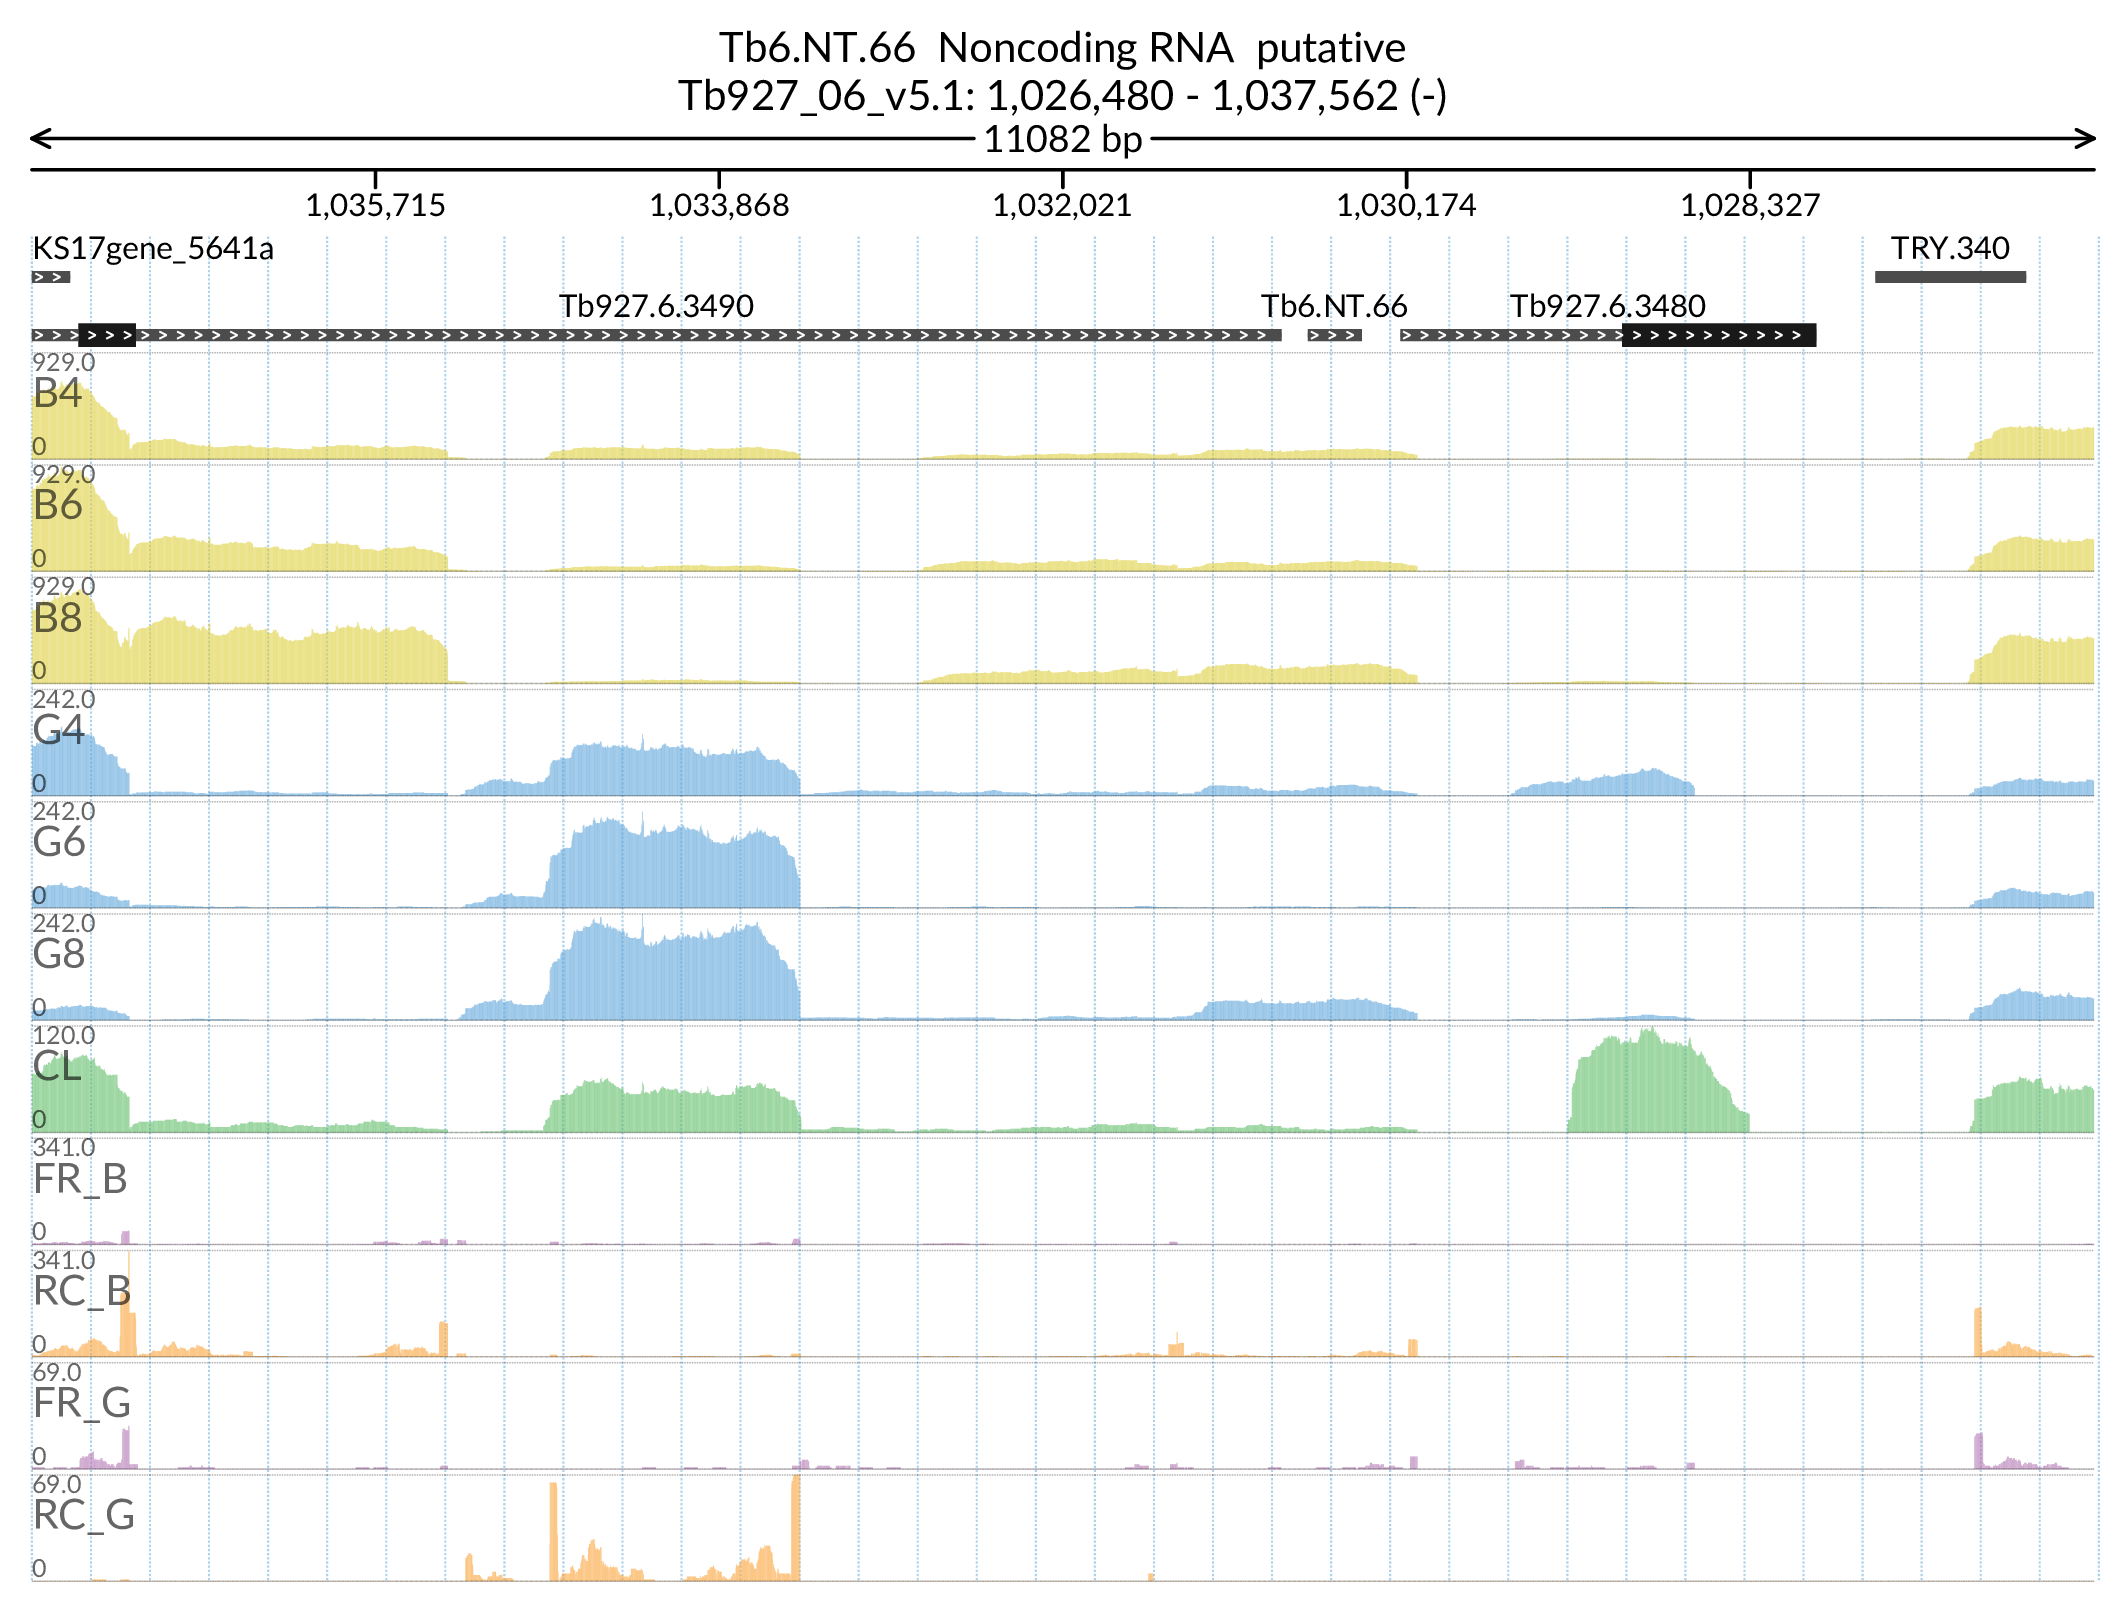 Tb6.NT.66 Noncoding RNA putative
Tb927_06_v5.1: 1,026,480 - 1,037,562 (-)
11082 bp
1,035,715 1,033,868 1,032,021 1,030,174 1,028,327
KS17gene_5641a TRY.340
Tb927.6.3490 Tb6.NT.66 Tb927.6.3480
929.0
B4
0
929.0
B6
0
929.0
B8
0
242.0
G4
0
242.0
G6
0
242.0
G8
0
120.0
CL
0
341.0
FR_B
0
341.0
RC_B
0
69.0
FR_G
0
69.0
RC_G
0